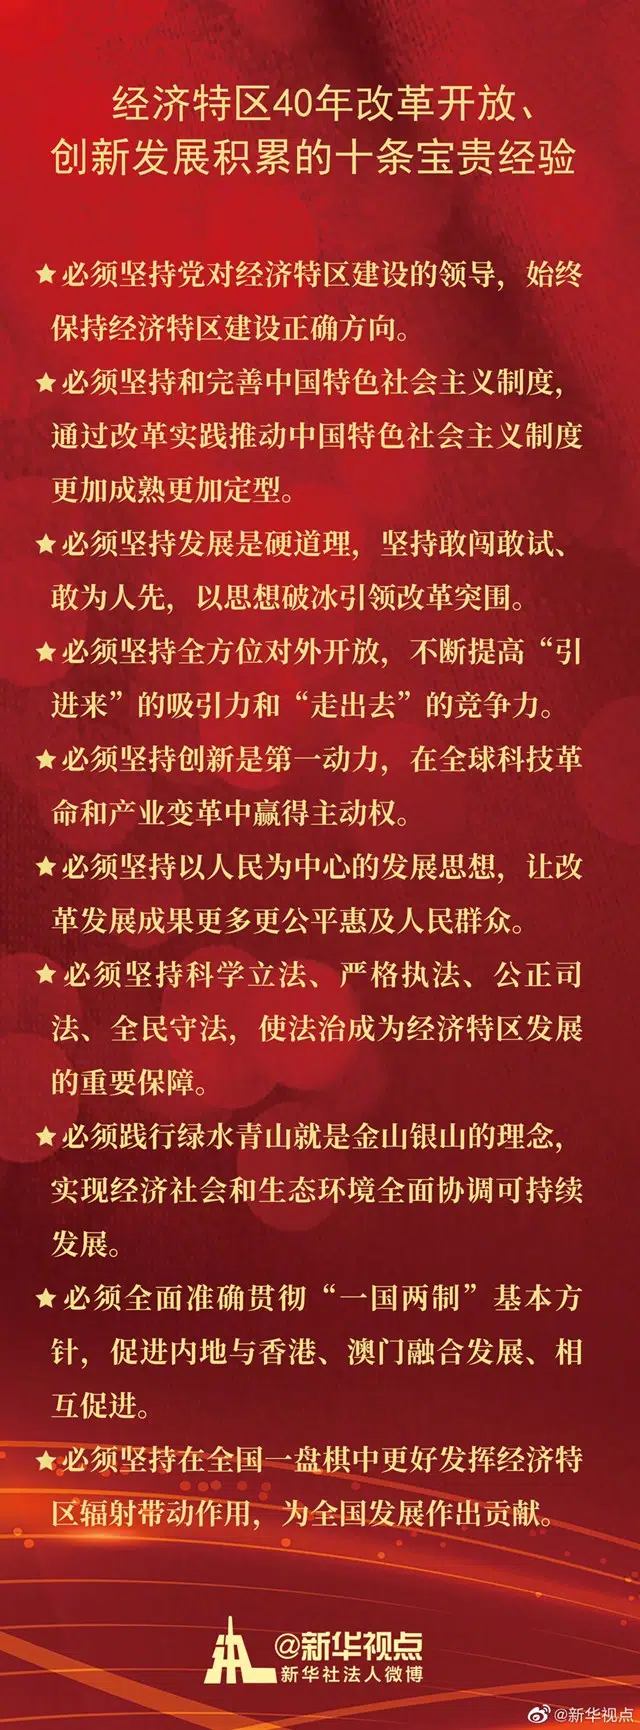 经济特区40年改革开放、
创新发展积累的十条宝贵经验
★必须坚持党对经济特区建设的领导，始终
保持经济特区建设正确方向。
★必须坚持和完善中国特色社会主义制度，
通过改革实践推动中国特色社会主义制度
更加成熟更加定型。
★必须坚持发展是硬道理，坚持敢闯敢试、
敢为人先，以思想破冰引领改革突围。
★必须坚持全方位对外开放，不断提高“引
进来”的吸引力和“走出去”的竞争力。
★必须坚持创新是第一动力，在全球科技革
命和产业变革中赢得主动权。
★必须坚持以人民为中心的发展思想，让改
革发展成果更多更公平惠及人民群众。
★必须坚持科学立法、严格执法、公正司
法、全民守法，使法治成为经济特区发展
的重要保障。
★必须践行绿水青山就是金山银山的理念，
实现经济社会和生态环境全面协调可持续
发展。
★必须全面准确贯彻“一国两制”基本方
针，促进内地与香港、澳门融合发展、相
互促进。
★必须坚持在全国一盘棋中更好发挥经济特
区辐射带动作用，为全国发展作出贡献。
@新华视点
新华社法人微博
@新华视点